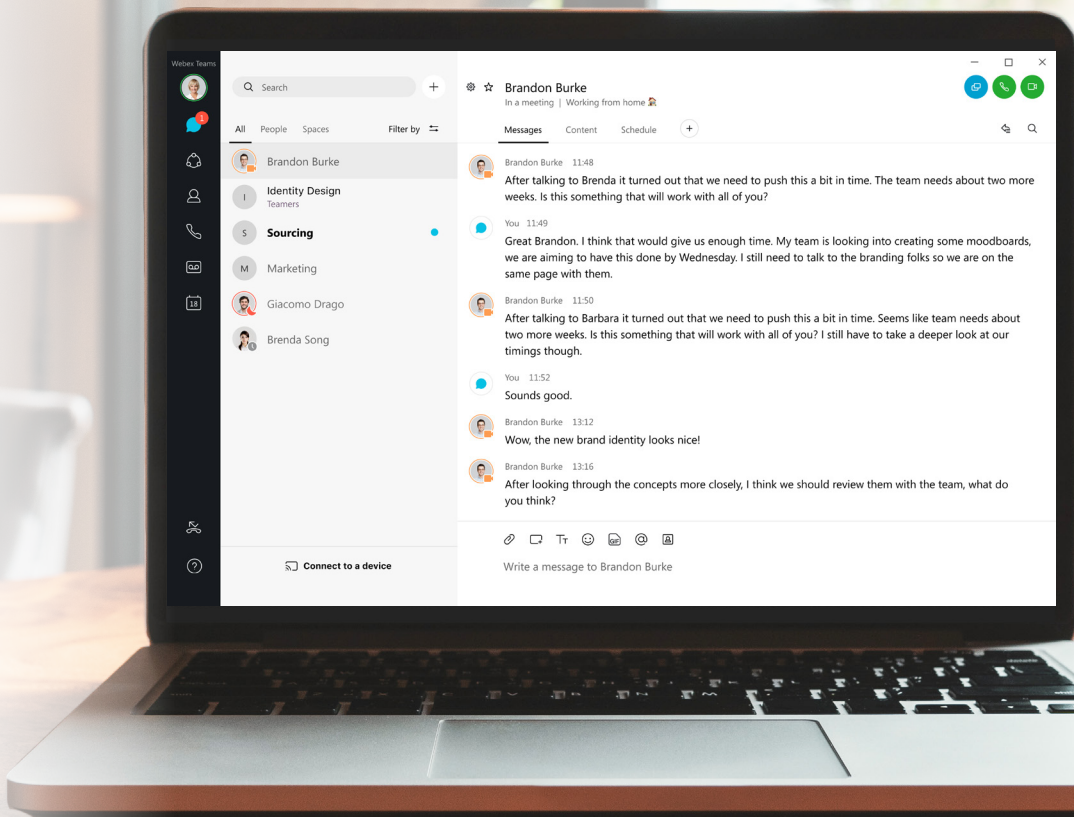 Webex Teams
1
18
Search
All People Spaces Filter by
Brandon Burke
I Identity Design
Teamers
S Sourcing
M Marketing
Giacomo Drago
Brenda Song
Connect to a device
Brandon Burke
In a meeting | Working from home
Messages Content Schedule
Brandon Burke 11:48
After talking to Brenda it turned out that we need to push this a bit in time. The team needs about two more
weeks. Is this something that will work with all of you?
You 11:49
Great Brandon. I think that would give us enough time. My team is looking into creating some moodboards,
we are aiming to have this done by Wednesday. I still need to talk to the branding folks so we are on the
same page with them.
Brandon Burke 11:50
After talking to Barbara it turned out that we need to push this a bit in time. Seems like team needs about
two more weeks. Is this something that will work with all of you? I still have to take a deeper look at our
timings though.
You 11:52
Sounds good.
Brandon Burke 13:12
Wow, the new brand identity looks nice!
Brandon Burke 13:16
After looking through the concepts more closely, I think we should review them with the team, what do
you think?
Tт GIF @
Write a message to Brandon Burke